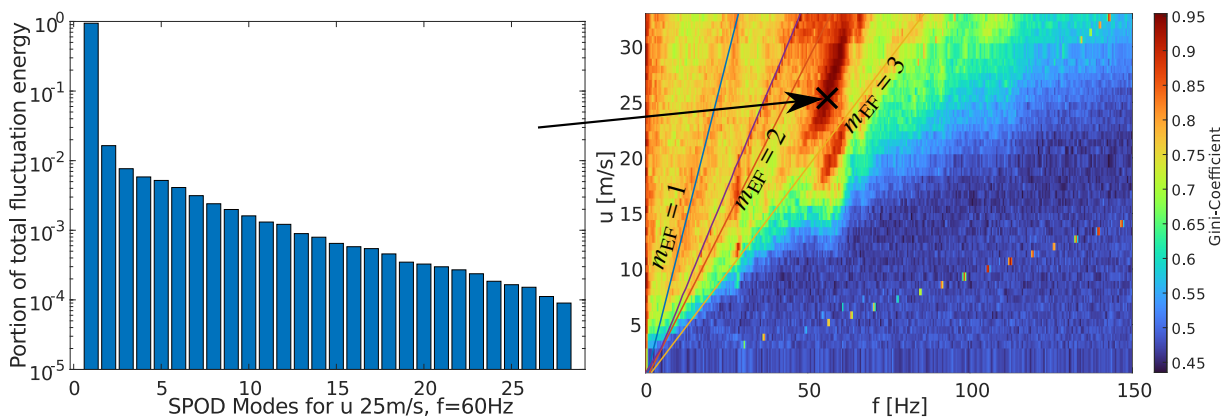 Portion of total fluctuation energy
10^0
10^-1
10^-2
10^-3
10^-4
10^-5
0 5 10 15 20 25
SPOD Modes for u 25m/s, f=60Hz
u [m/s]
30
25
20
15
10
5
m_EF = 1
m_EF = 2
m_EF = 3
0 50 100 150
f [Hz]
0.95
0.9
0.85
0.8
0.75
0.7
0.65
0.6
0.55
0.5
0.45
Gini-Coefficient